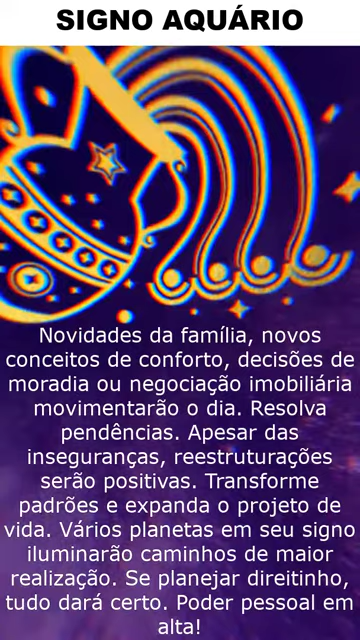 SIGNO AQUÁRIO
Novidades da família, novos
conceitos de conforto, decisões de
moradia ou negociação imobiliária
movimentarão o dia. Resolva
pendências. Apesar das
inseguranças, reestruturações
serão positivas. Transforme
padrões e expanda o projeto de
vida. Vários planetas em seu signo
iluminarão caminhos de maior
realização. Se planejar direitinho,
tudo dará certo. Poder pessoal em
alta!